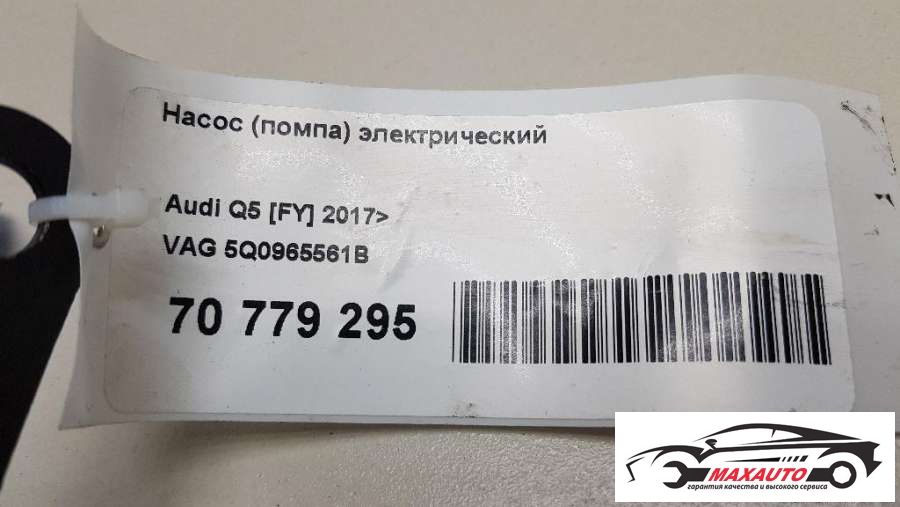 Насос (помпа) электрический
Audi Q5 [FY] 2017>
VAG 5Q0965561B
70 779 295
MAXAUTO
гарантия качества и высокого сервиса